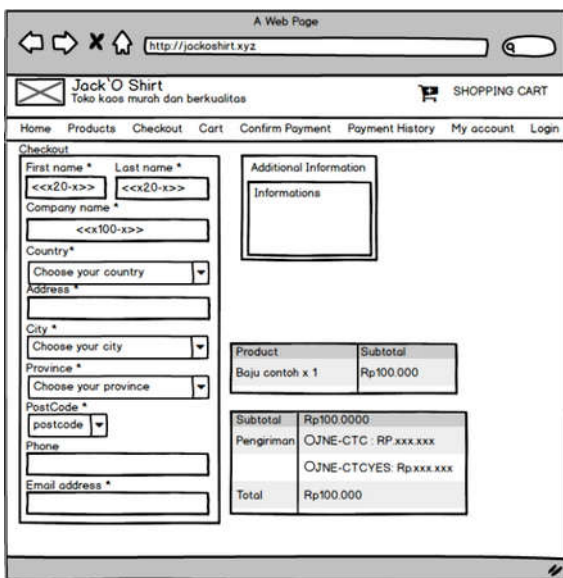 A Web Page
http://jackoshirt.xyz
Jack'O Shirt
Toko kaos murah dan berkualitas
SHOPPING CART
Home Products Checkout Cart Confirm Payment Payment History My account Login
Checkout
First name * Last name *
<<x20-x>> <<x20-x>>
Company name *
<<x100-x>>
Country*
Choose your country
Address *
City *
Choose your city
Province *
Choose your province
PostCode *
postcode
Phone
Email address *
Additional Information
Informations
Product Subtotal
Baju contoh x 1 Rp100.000
Subtotal Rp100.0000
Pengiriman OJNE-CTC : RP.xxx.xxx
OJNE-CTCYES: Rp.xxx.xxx
Total Rp100.000